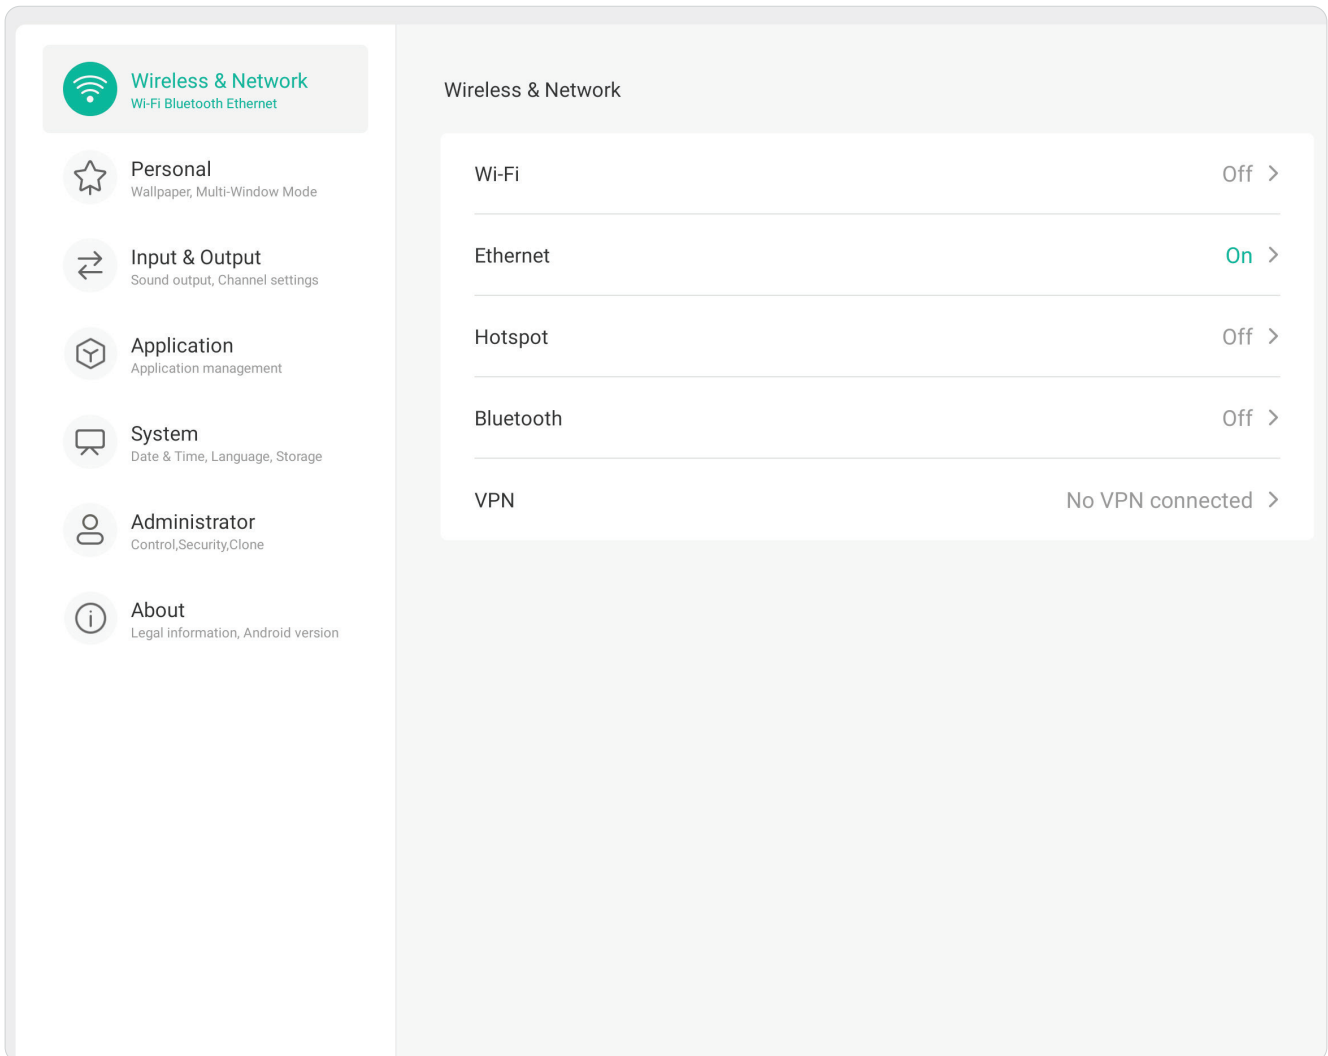 Wireless & Network
Wi-Fi Bluetooth Ethernet
Personal
Wallpaper, Multi-Window Mode
Input & Output
Sound output, Channel settings
Application
Application management
System
Date & Time, Language, Storage
Administrator
Control,Security,Clone
About
Legal information, Android version
Wireless & Network
Wi-Fi Off
Ethernet On
Hotspot Off
Bluetooth Off
VPN No VPN connected